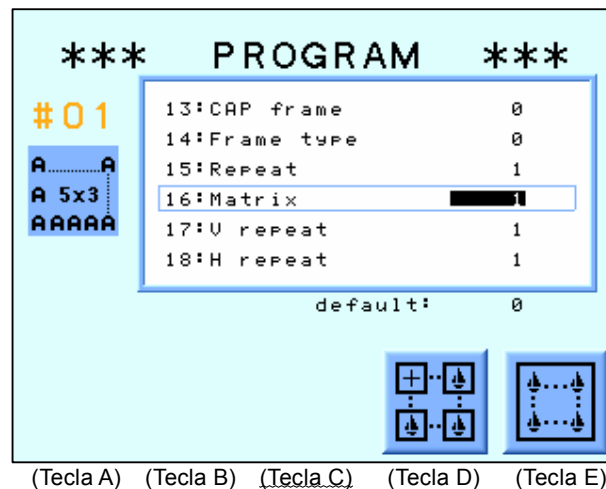 *** PROGRAM ***
#01
A..........A
A 5x3
AAAAA
13:CAP frame 0
14:Frame type 0
15:Repeat 1
16:Matrix 1
17:V repeat 1
18:H repeat 1
default: 0
(Tecla A) (Tecla B) (Tecla C) (Tecla D) (Tecla E)